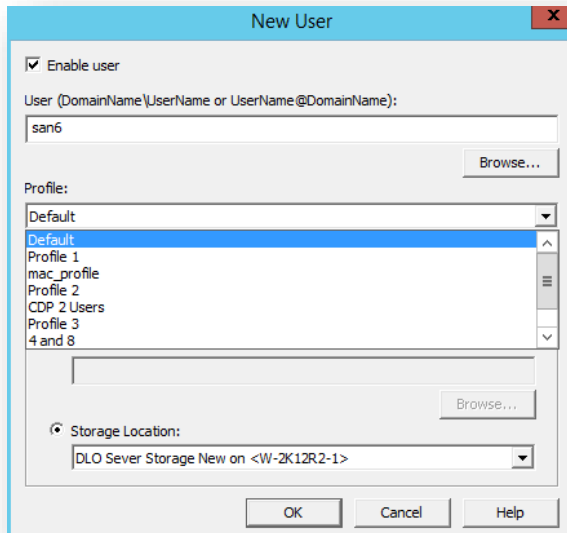 New User
x
Enable user
User (DomainName\UserName or UserName@DomainName):
san6
Browse...
Profile:
Default
Default
Profile 1
mac_profile
Profile 2
CDP 2 Users
Profile 3
4 and 8
Browse...
Storage Location:
DLO Sever Storage New on <W-2K12R2-1>
OK Cancel Help